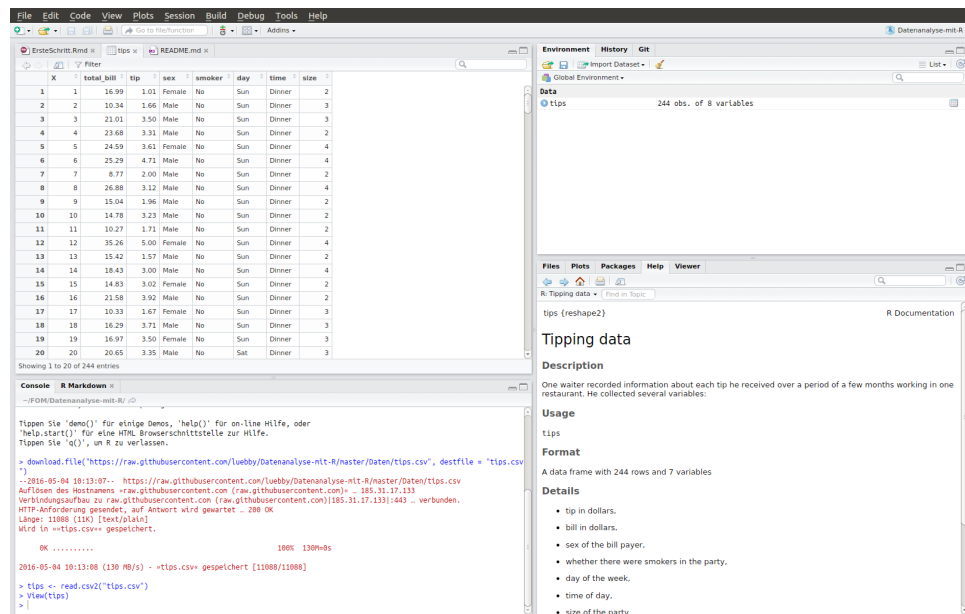 File Edit Code View Plots Session Build Debug Tools Help
Go to file/function Addins
Datenanalyse-mit-R
ErsteSchritt.Rmd tips README.md
Filter
X total_bill tip sex smoker day time size
1 1 16.99 1.01 Female No Sun Dinner 2
2 2 10.34 1.66 Male No Sun Dinner 3
3 3 21.01 3.50 Male No Sun Dinner 3
4 4 23.68 3.31 Male No Sun Dinner 2
5 5 24.59 3.61 Female No Sun Dinner 4
6 6 25.29 4.71 Male No Sun Dinner 4
7 7 8.77 2.00 Male No Sun Dinner 2
8 8 26.88 3.12 Male No Sun Dinner 4
9 9 15.04 1.96 Male No Sun Dinner 2
10 10 14.78 3.23 Male No Sun Dinner 2
11 11 10.27 1.71 Male No Sun Dinner 2
12 12 35.26 5.00 Female No Sun Dinner 4
13 13 15.42 1.57 Male No Sun Dinner 2
14 14 18.43 3.00 Male No Sun Dinner 4
15 15 14.83 3.02 Female No Sun Dinner 2
16 16 21.58 3.92 Male No Sun Dinner 2
17 17 10.33 1.67 Female No Sun Dinner 3
18 18 16.29 3.71 Male No Sun Dinner 3
19 19 16.97 3.50 Female No Sun Dinner 3
20 20 20.65 3.35 Male No Sat Dinner 3
Showing 1 to 20 of 244 entries
Console R Markdown
~/FOM/Datenanalyse-mit-R/
Tippen Sie 'demo()' für einige Demos, 'help()' für on-line Hilfe, oder
'help.start()' für eine HTML Browserschnittstelle zur Hilfe.
Tippen Sie 'q()', um R zu verlassen.
> download.file("https://raw.githubusercontent.com/luebby/Datenanalyse-mit-R/master/Daten/tips.csv", destfile = "tips.csv
")
--2016-05-04 10:13:07-- https://raw.githubusercontent.com/luebby/Datenanalyse-mit-R/master/Daten/tips.csv
Auflösen des Hostnamens »raw.githubusercontent.com (raw.githubusercontent.com)« … 185.31.17.133
Verbindungsaufbau zu raw.githubusercontent.com (raw.githubusercontent.com)|185.31.17.133|:443 … verbunden.
HTTP-Anforderung gesendet, auf Antwort wird gewartet … 200 OK
Länge: 11088 (11K) [text/plain]
Wird in »»tips.csv«« gespeichert.
0K .......... 100% 130M=0s
2016-05-04 10:13:08 (130 MB/s) - »tips.csv« gespeichert [11088/11088]
> tips <- read.csv2("tips.csv")
> View(tips)
>
Environment History Git
Import Dataset List
Global Environment
Data
tips 244 obs. of 8 variables
Files Plots Packages Help Viewer
R: Tipping data Find in Topic
tips {reshape2} R Documentation
Tipping data
Description
One waiter recorded information about each tip he received over a period of a few months working in one
restaurant. He collected several variables:
Usage
tips
Format
A data frame with 244 rows and 7 variables
Details
• tip in dollars,
• bill in dollars,
• sex of the bill payer,
• whether there were smokers in the party,
• day of the week,
• time of day,
• size of the party